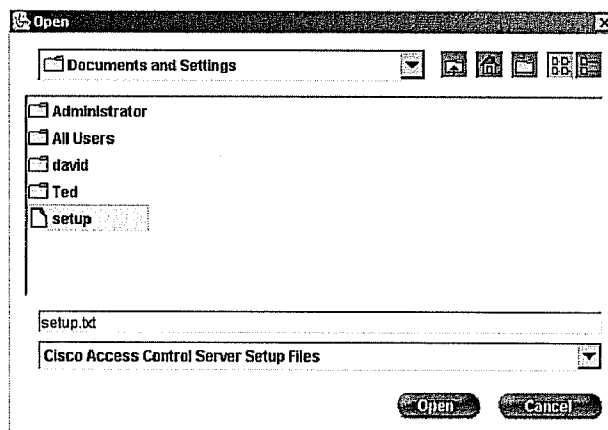 Open
Documents and Settings
Administrator
All Users
david
Ted
setup
setup.txt
Cisco Access Control Server Setup Files
Open
Cancel